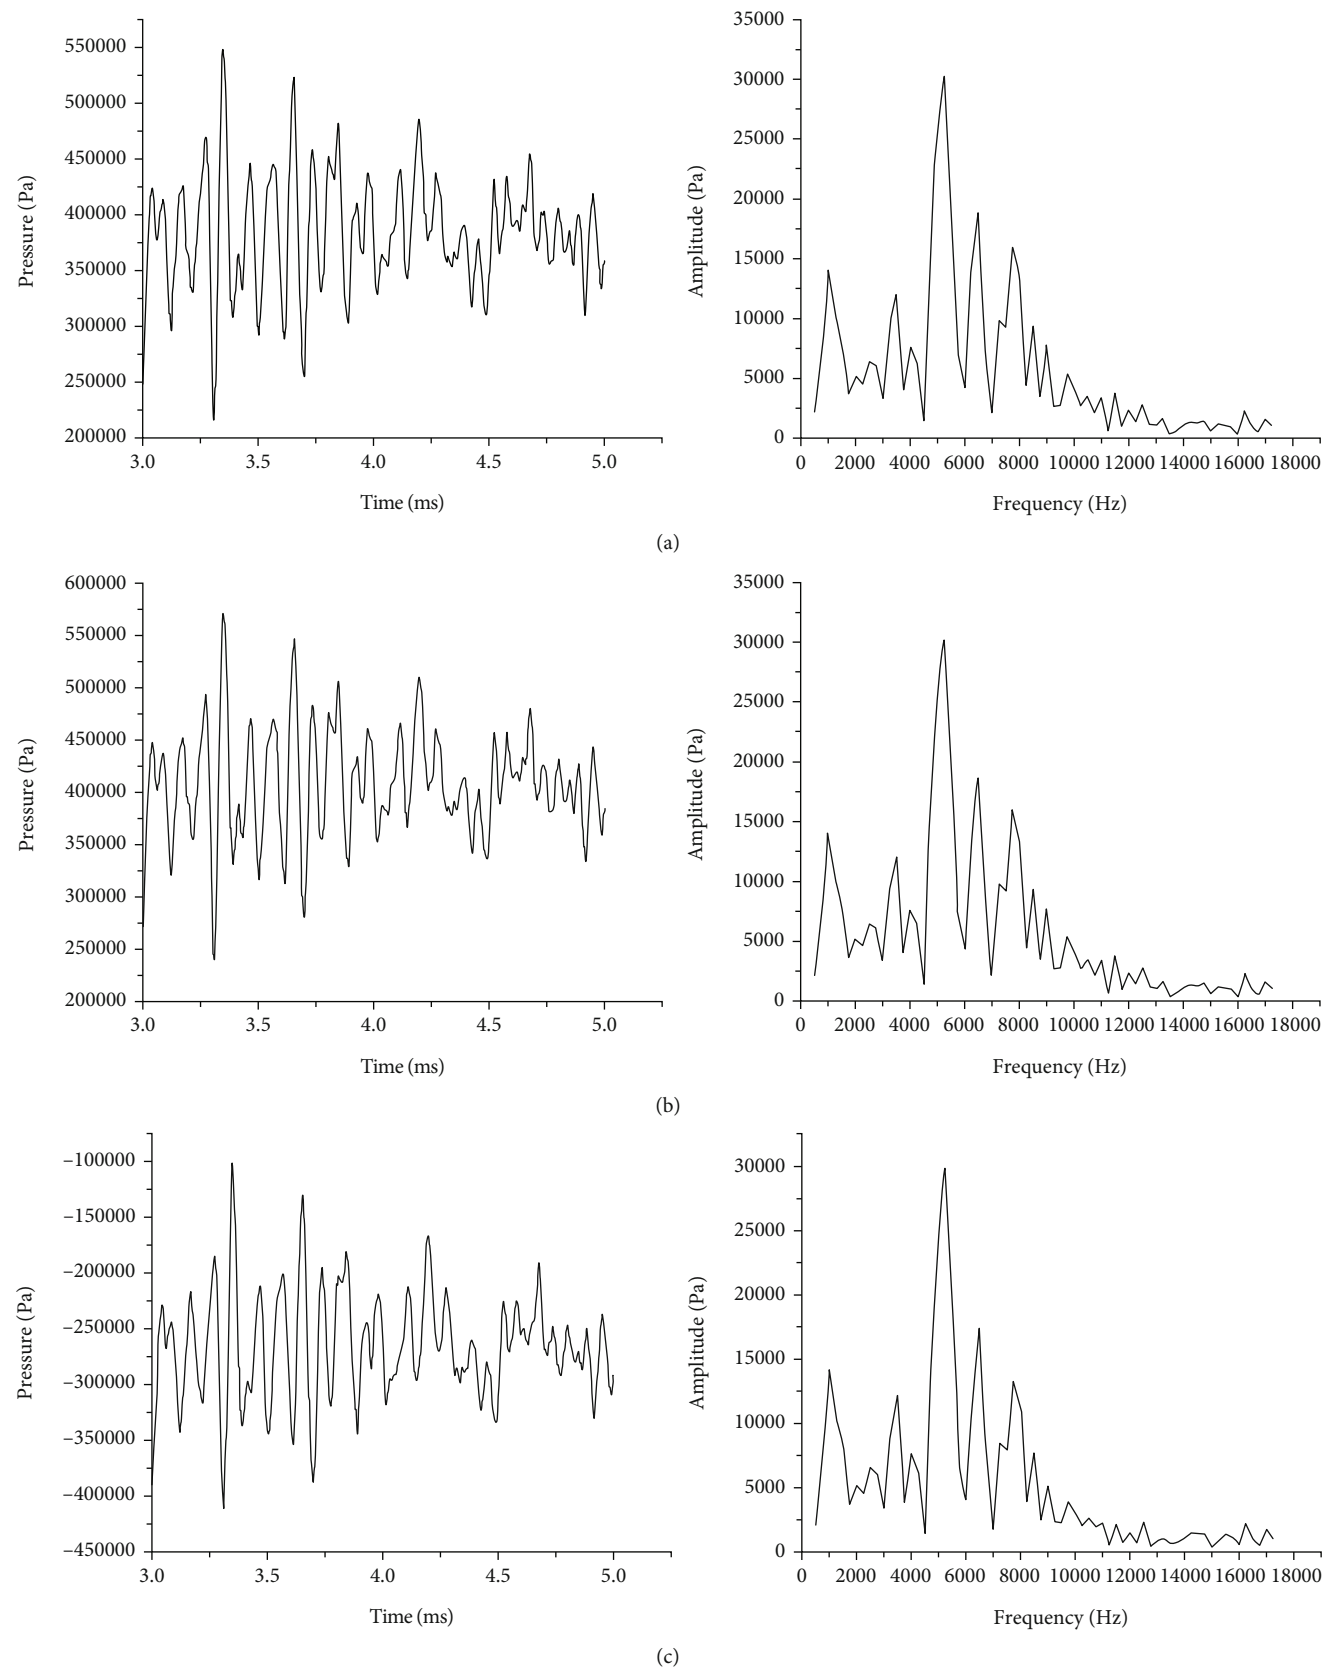 550000
500000
450000
400000
350000
300000
250000
200000
3.0 3.5 4.0 4.5 5.0
Pressure (Pa)
Time (ms)
35000
30000
25000
20000
15000
10000
5000
0
0 2000 4000 6000 8000 10000 12000 14000 16000 18000
Amplitude (Pa)
Frequency (Hz)
(a)
600000
550000
500000
450000
400000
350000
300000
250000
200000
3.0 3.5 4.0 4.5 5.0
Pressure (Pa)
Time (ms)
35000
30000
25000
20000
15000
10000
5000
0
0 2000 4000 6000 8000 10000 12000 14000 16000 18000
Amplitude (Pa)
Frequency (Hz)
(b)
−100000
−150000
−200000
−250000
−300000
−350000
−400000
−450000
3.0 3.5 4.0 4.5 5.0
Pressure (Pa)
Time (ms)
30000
25000
20000
15000
10000
5000
0
0 2000 4000 6000 8000 10000 12000 14000 16000 18000
Amplitude (Pa)
Frequency (Hz)
(c)